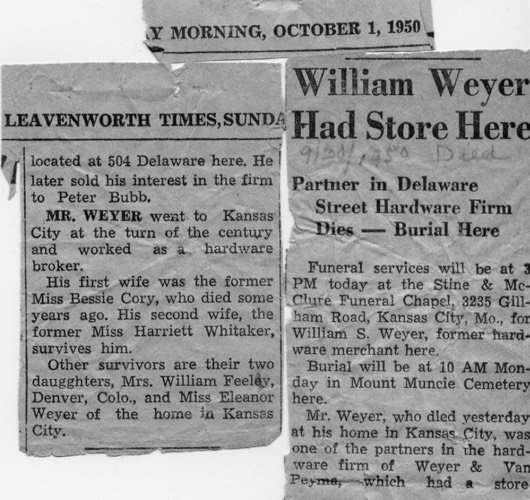 Y MORNING, OCTOBER 1, 1950
LEAVENWORTH TIMES, SUNDA
William Weyer
Had Store Here
9/30/1950 Died
Partner in Delaware
Street Hardware Firm
Dies — Burial Here
Funeral services will be at 3
PM today at the Stine & Mc-
Clure Funeral Chapel, 3235 Gill-
ham Road, Kansas City, Mo., for
William S. Weyer, former hard-
ware merchant here.
Burial will be at 10 AM Mon-
day in Mount Muncie Cemetery
here.
Mr. Weyer, who died yesterday
at his home in Kansas City, was
one of the partners in the hard-
ware firm of Weyer & Van
Peyma, which had a store
located at 504 Delaware here. He
later sold his interest in the firm
to Peter Bubb.
MR. WEYER went to Kansas
City at the turn of the century
and worked as a hardware
broker.
His first wife was the former
Miss Bessie Cory, who died some
years ago. His second wife, the
former Miss Harriett Whitaker,
survives him.
Other survivors are their two
daugghters, Mrs. William Feeley,
Denver, Colo., and Miss Eleanor
Weyer of the home in Kansas
City.